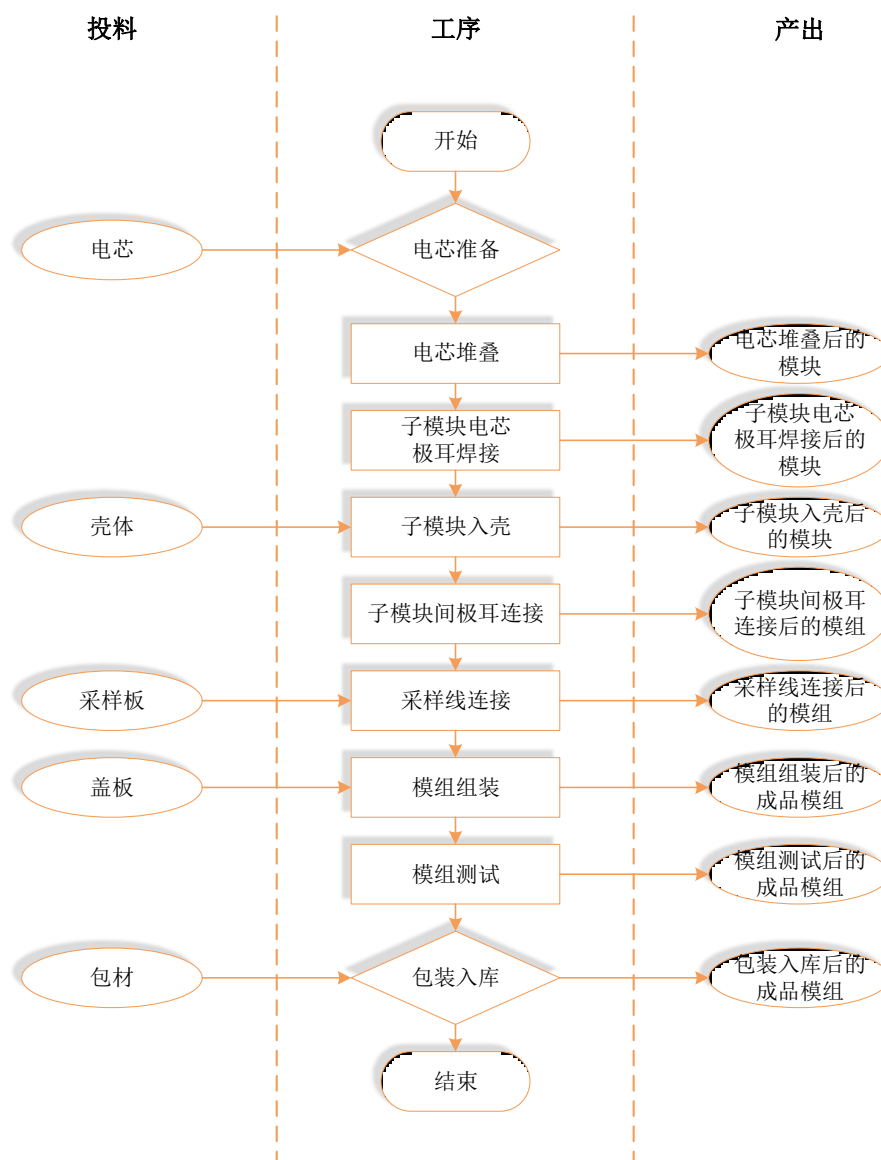 投料
工序
产出
开始
电芯
电芯准备
电芯堆叠
电芯堆叠后的
模块
子模块电芯
极耳焊接
子模块电芯
极耳焊接后的
模块
壳体
子模块入壳
子模块入壳后
的模块
子模块间极耳连接
子模块间极耳
连接后的模组
采样板
采样线连接
采样线连接后
的模组
盖板
模组组装
模组组装后的
成品模组
模组测试
模组测试后的
成品模组
包材
包装入库
包装入库后的
成品模组
结束